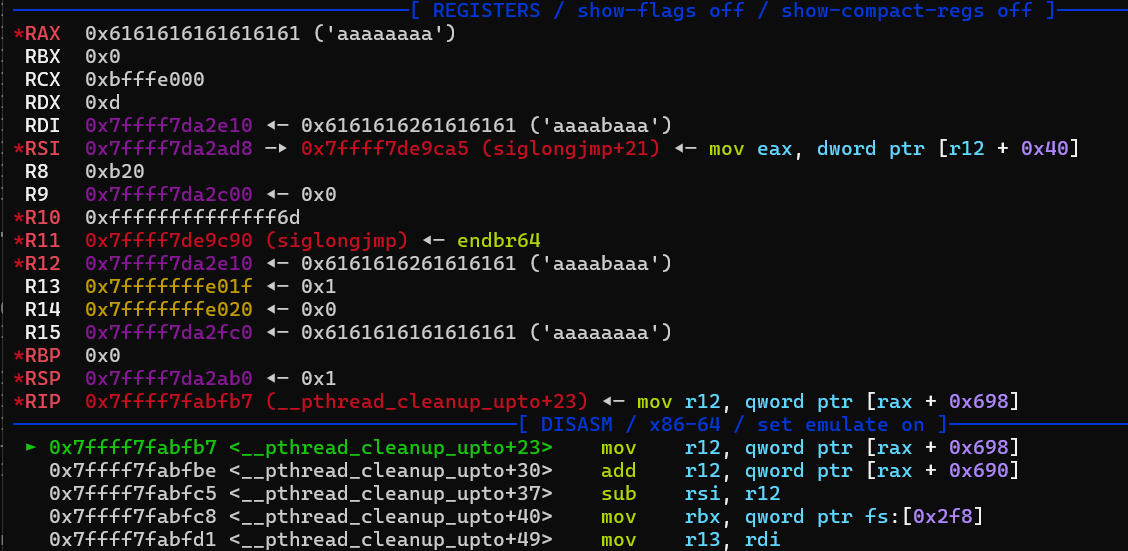 [ REGISTERS / show-flags off / show-compact-regs off ]
*RAX  0x6161616161616161 ('aaaaaaaa')
 RBX  0x0
 RCX  0xbfffe000
 RDX  0xd
 RDI  0x7ffff7da2e10 ◂— 0x6161616261616161 ('aaaabaaa')
*RSI  0x7ffff7da2ad8 —▸ 0x7ffff7de9ca5 (siglongjmp+21) ◂— mov eax, dword ptr [r12 + 0x40]
 R8   0xb20
 R9   0x7ffff7da2c00 ◂— 0x0
*R10  0xffffffffffffff6d
*R11  0x7ffff7de9c90 (siglongjmp) ◂— endbr64
*R12  0x7ffff7da2e10 ◂— 0x6161616261616161 ('aaaabaaa')
 R13  0x7fffffffe01f ◂— 0x1
 R14  0x7fffffffe020 ◂— 0x0
 R15  0x7ffff7da2fc0 ◂— 0x6161616161616161 ('aaaaaaaa')
*RBP  0x0
*RSP  0x7ffff7da2ab0 ◂— 0x1
*RIP  0x7ffff7fabfb7 (__pthread_cleanup_upto+23) ◂— mov r12, qword ptr [rax + 0x698]
[ DISASM / x86-64 / set emulate on ]
► 0x7ffff7fabfb7 <__pthread_cleanup_upto+23>    mov    r12, qword ptr [rax + 0x698]
  0x7ffff7fabfbe <__pthread_cleanup_upto+30>    add    r12, qword ptr [rax + 0x690]
  0x7ffff7fabfc5 <__pthread_cleanup_upto+37>    sub    rsi, r12
  0x7ffff7fabfc8 <__pthread_cleanup_upto+40>    mov    rbx, qword ptr fs:[0x2f8]
  0x7ffff7fabfd1 <__pthread_cleanup_upto+49>    mov    r13, rdi